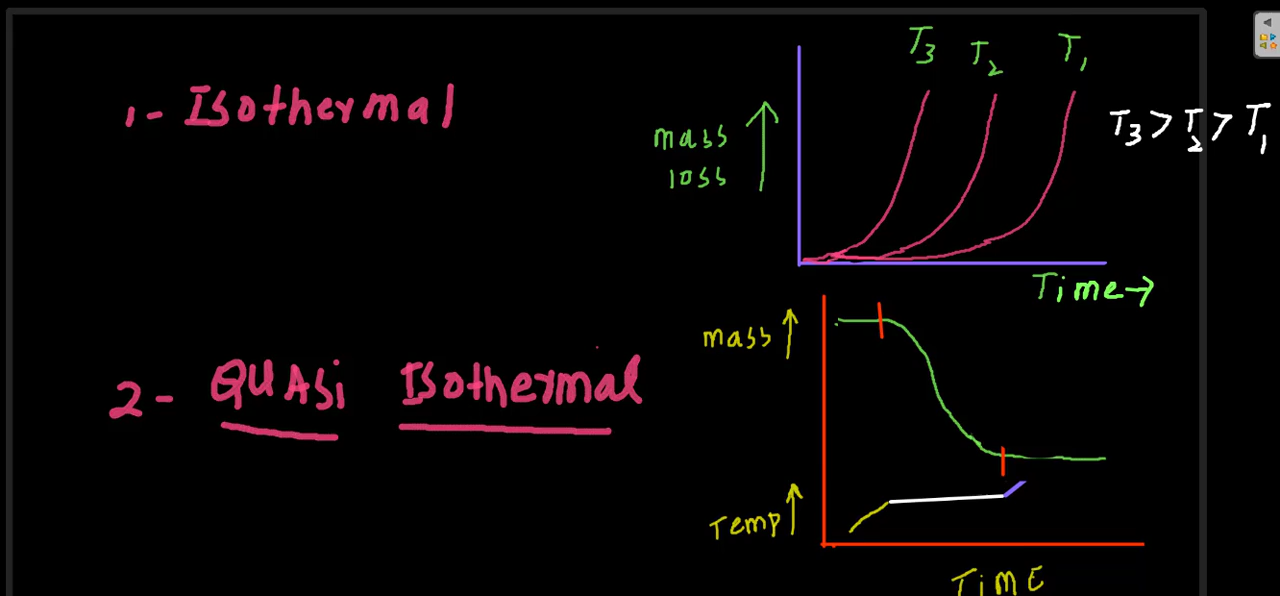 1- Isothermal
T3 T2 T1
mass
loss
T3 > T2 > T1
Time→
2- QUASi Isothermal
mass↑
Temp↑
TIME